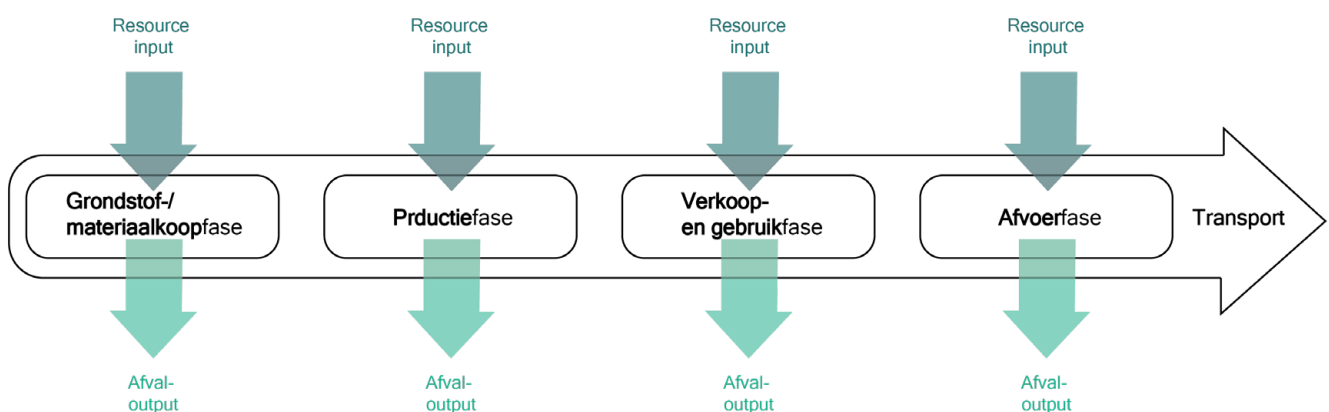 Resource
input
Resource
input
Resource
input
Resource
input
Grondstof-/
materiaalkoopfase
Prductiefase
Verkoop-
en gebruikfase
Afvoerfase
Transport
Afval-
output
Afval-
output
Afval-
output
Afval-
output